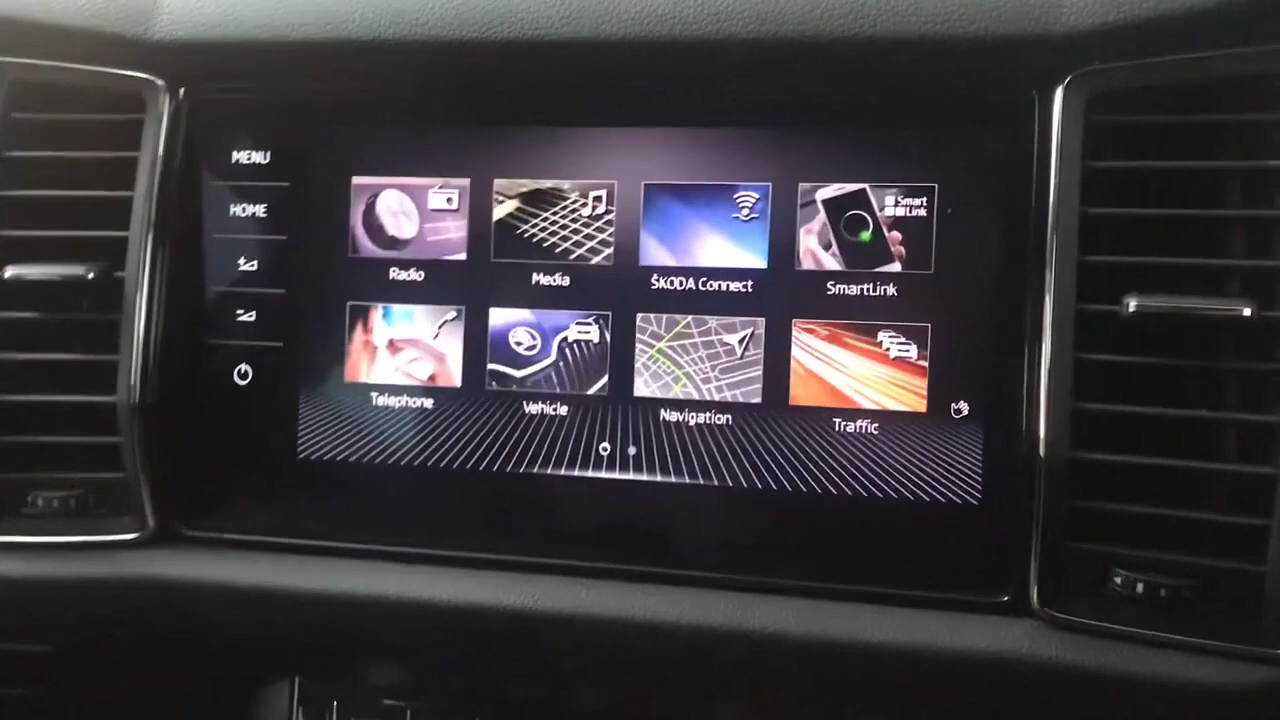 MENU
HOME
Radio
Media
ŠKODA Connect
Smart
Link
SmartLink
Telephone
Vehicle
Navigation
Traffic